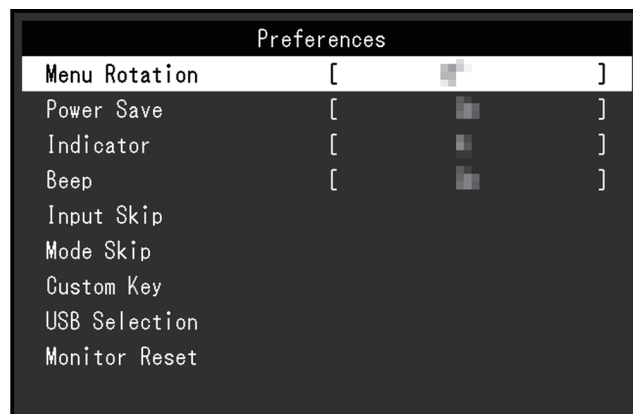 Preferences
Menu Rotation [ ]
Power Save [ ]
Indicator [ ]
Beep [ ]
Input Skip
Mode Skip
Custom Key
USB Selection
Monitor Reset